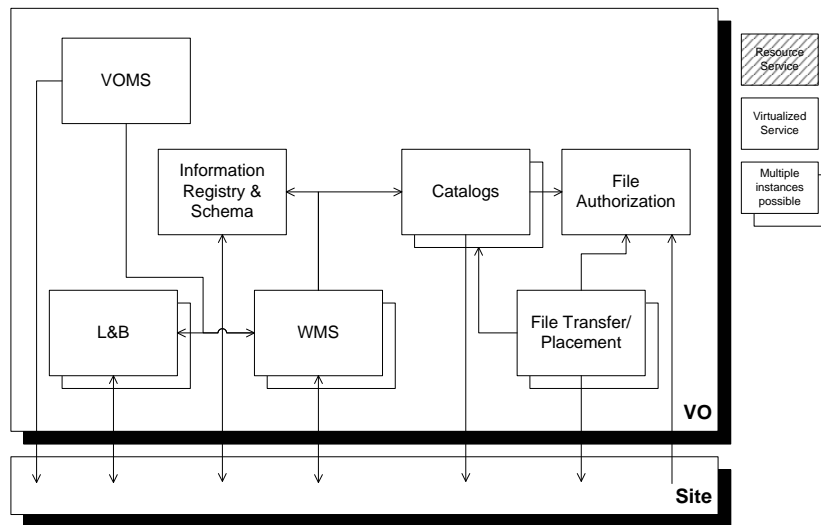 VOMS
Resource
Service
Virtualized
Service
Information
Registry &
Schema
Catalogs
File
Authorization
Multiple
instances
possible
L&B
WMS
File Transfer/
Placement
VO
Site